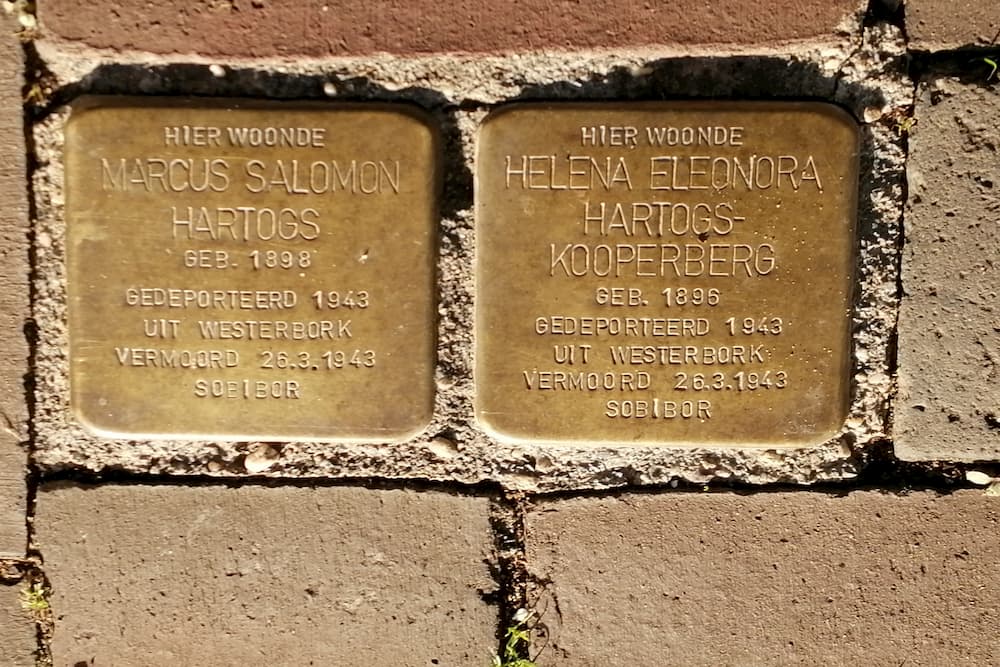 HIER WOONDE
MARCUS SALOMON
HARTOGS
GEB. 1898
GEDEPORTEERD 1943
UIT WESTERBORK
VERMOORD 26.3.1943
SOBIBOR
HIER WOONDE
HELENA ELEONORA
HARTOGS-
KOOPERBERG
GEB. 1896
GEDEPORTEERD 1943
UIT WESTERBORK
VERMOORD 26.3.1943
SOBIBOR